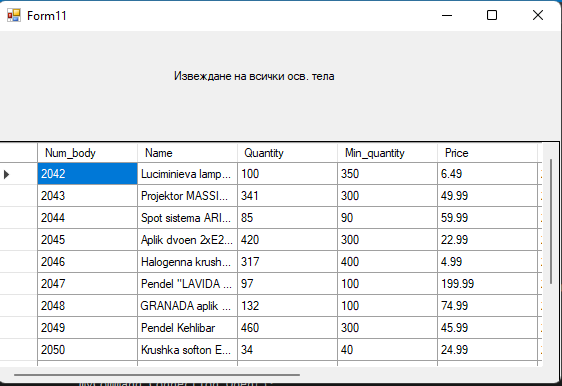 Form11
Извеждане на всички осв. тела
Num_body Name Quantity Min_quantity Price
2042 Luciminieva lamp... 100 350 6.49
2043 Projektor MASSI... 341 300 49.99
2044 Spot sistema ARI... 85 90 59.99
2045 Aplik dvoen 2xE2... 420 300 22.99
2046 Halogenna krush... 317 400 4.99
2047 Pendel "LAVIDA ... 97 100 199.99
2048 GRANADA aplik ... 132 100 74.99
2049 Pendel Kehlibar 460 300 45.99
2050 Krushka softon E... 34 40 24.99